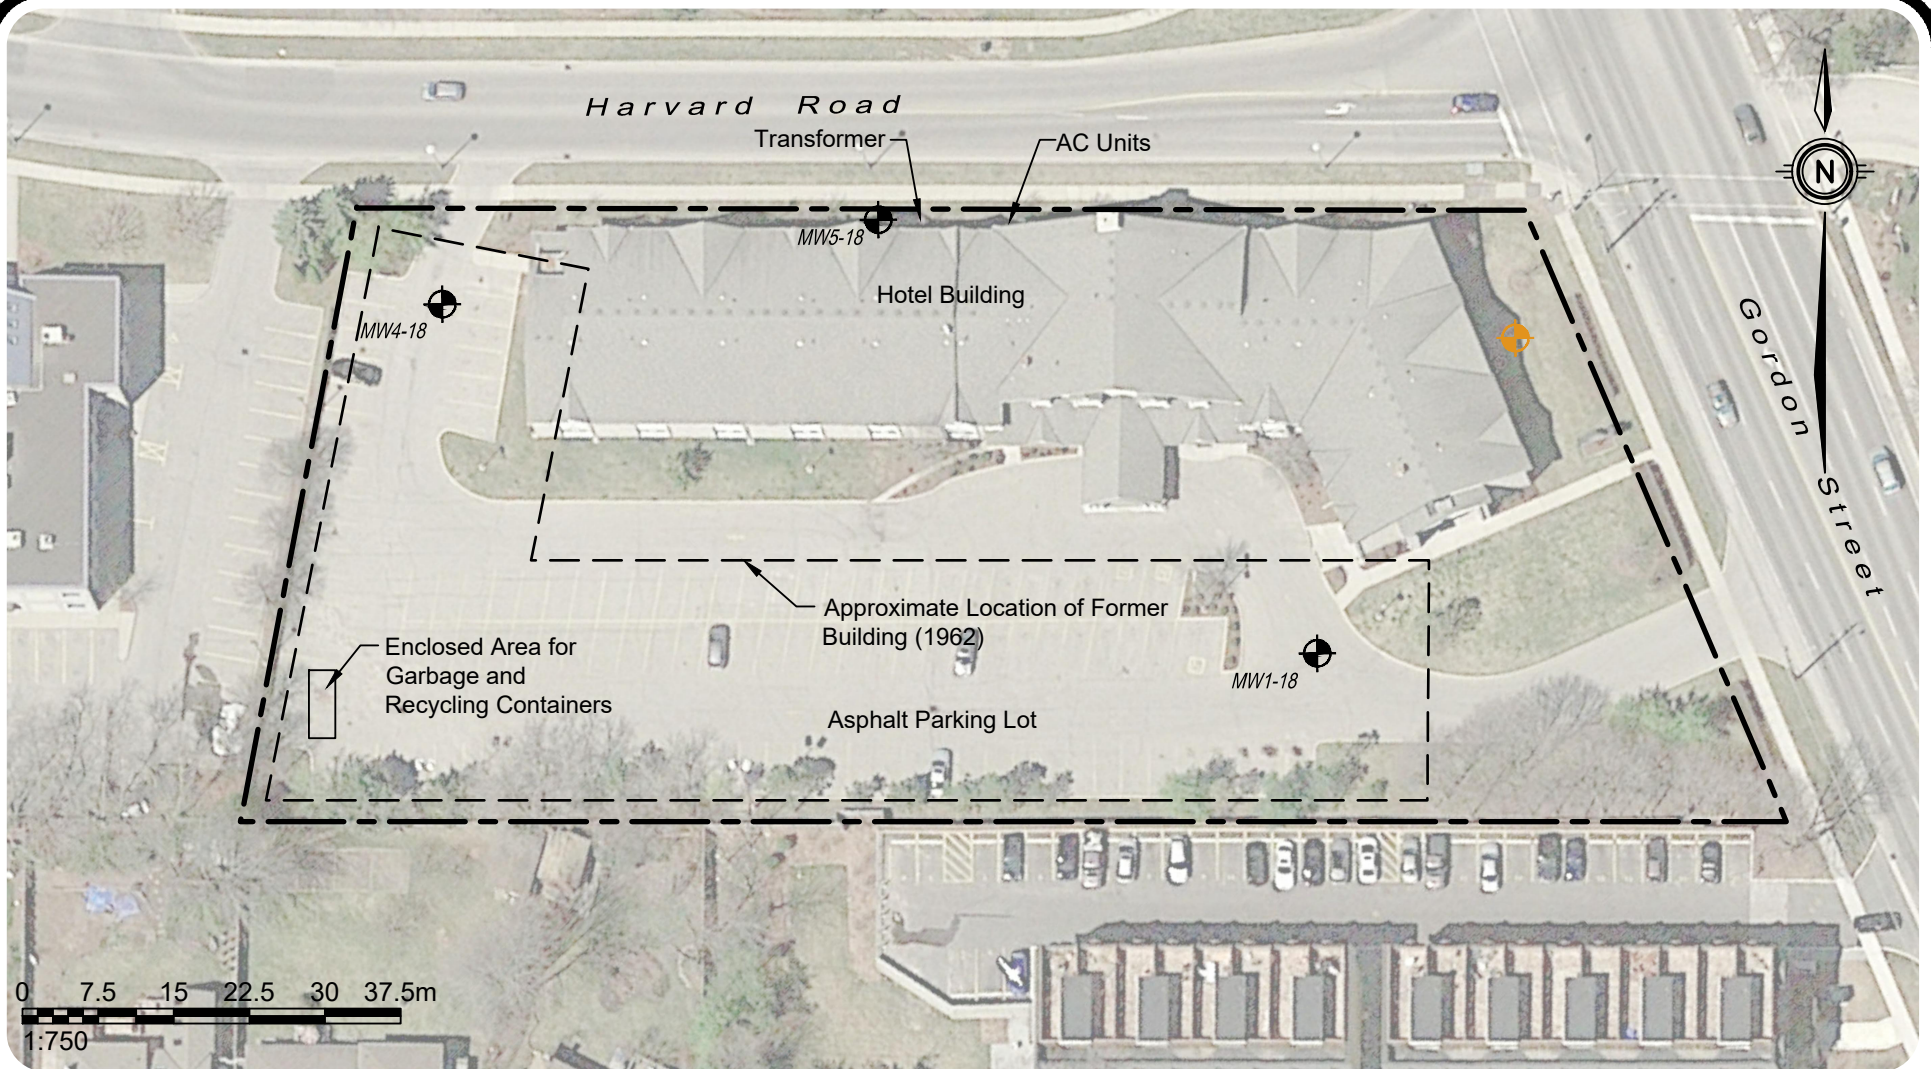 Harvard Road
Transformer
AC Units
N
MW5-18
Hotel Building
MW4-18
Gordon Street
Approximate Location of Former
Building (1962)
Enclosed Area for
Garbage and
Recycling Containers
MW1-18
Asphalt Parking Lot
0 7.5 15 22.5 30 37.5m
1:750